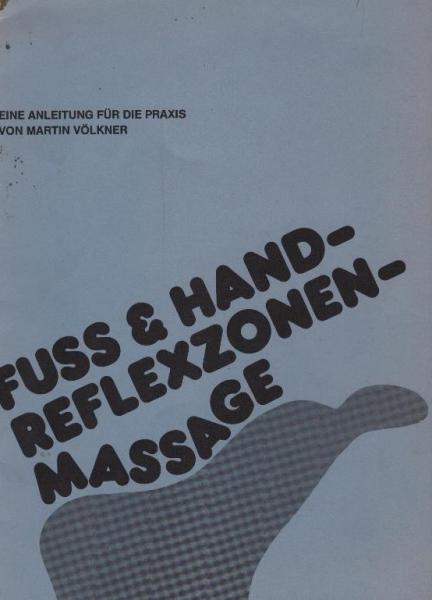 EINE ANLEITUNG FÜR DIE PRAXIS
VON MARTIN VÖLKNER
FUSS & HAND-
REFLEXZONEN-
MASSAGE